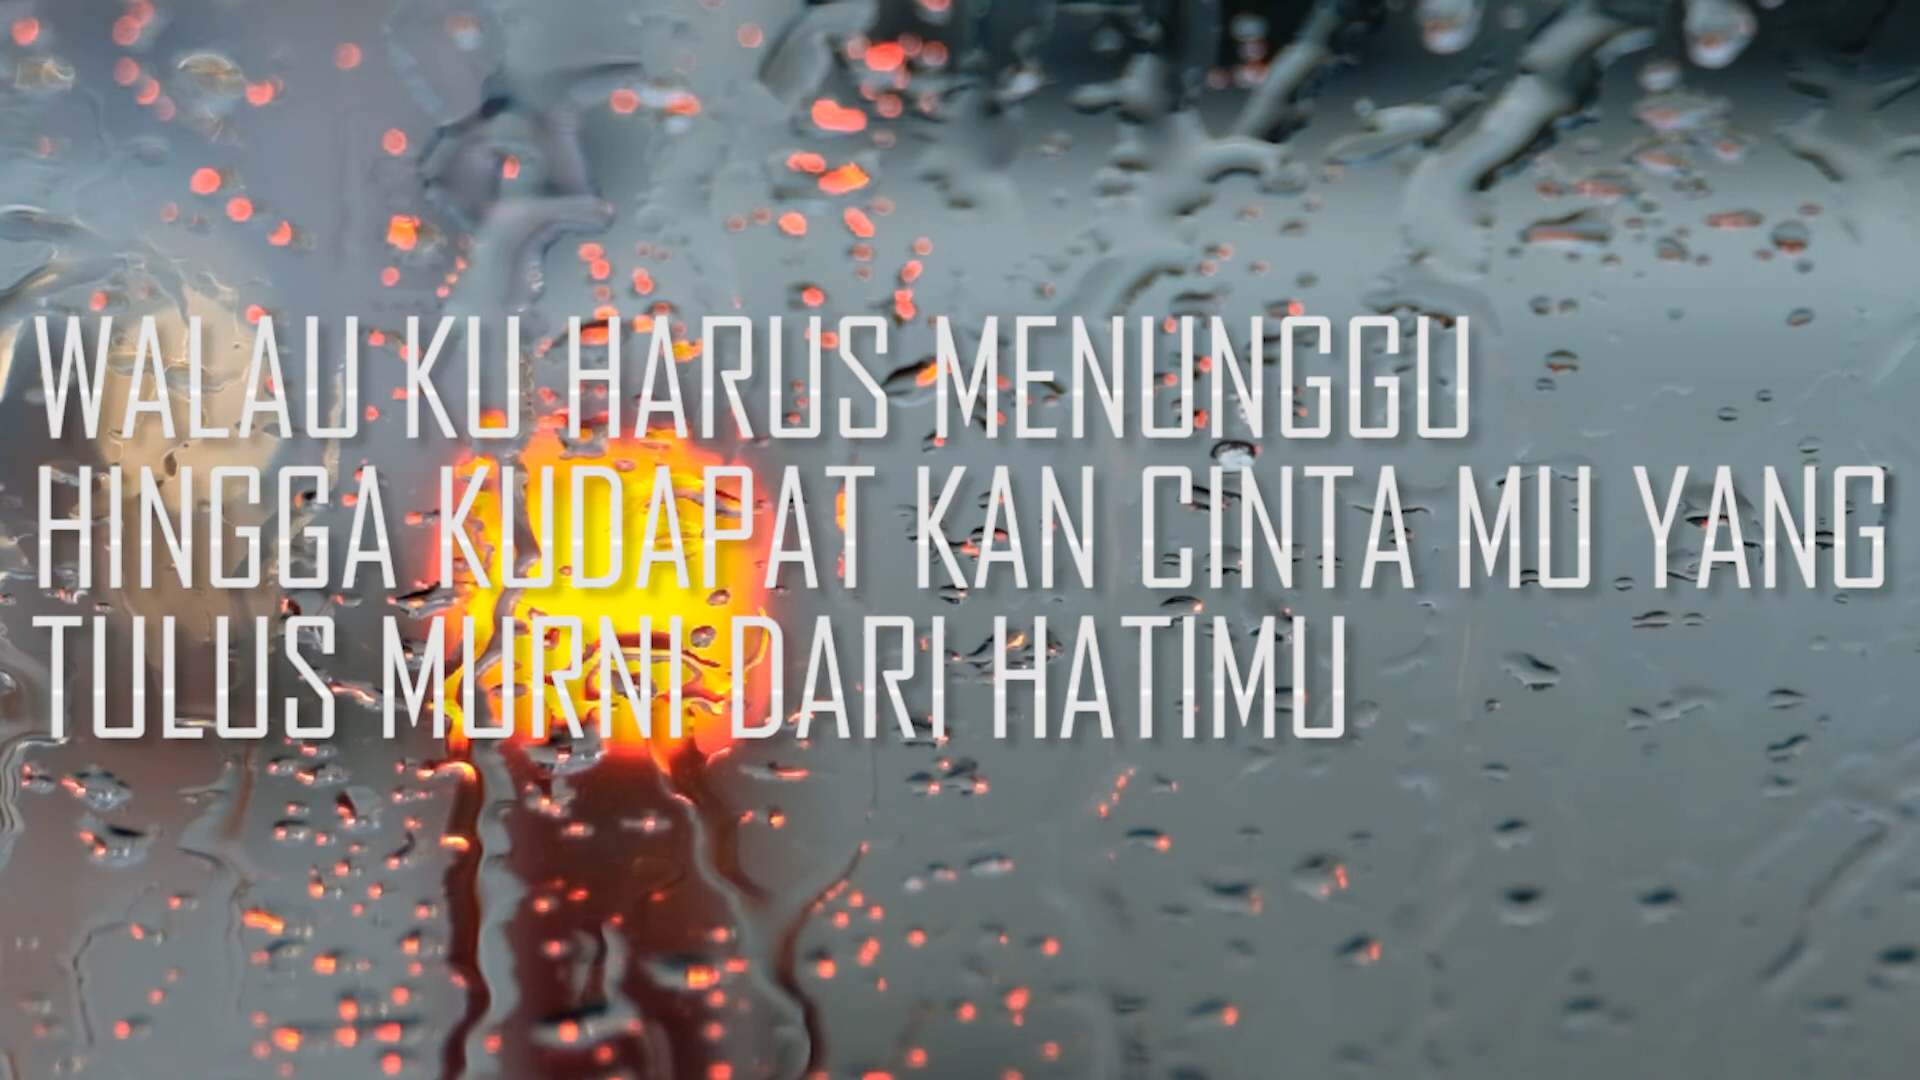 WALAU KU HARUS MENUNGGU
HINGGA KUDAPAT KAN CINTA MU YANG
TULUS MURNI DARI HATIMU